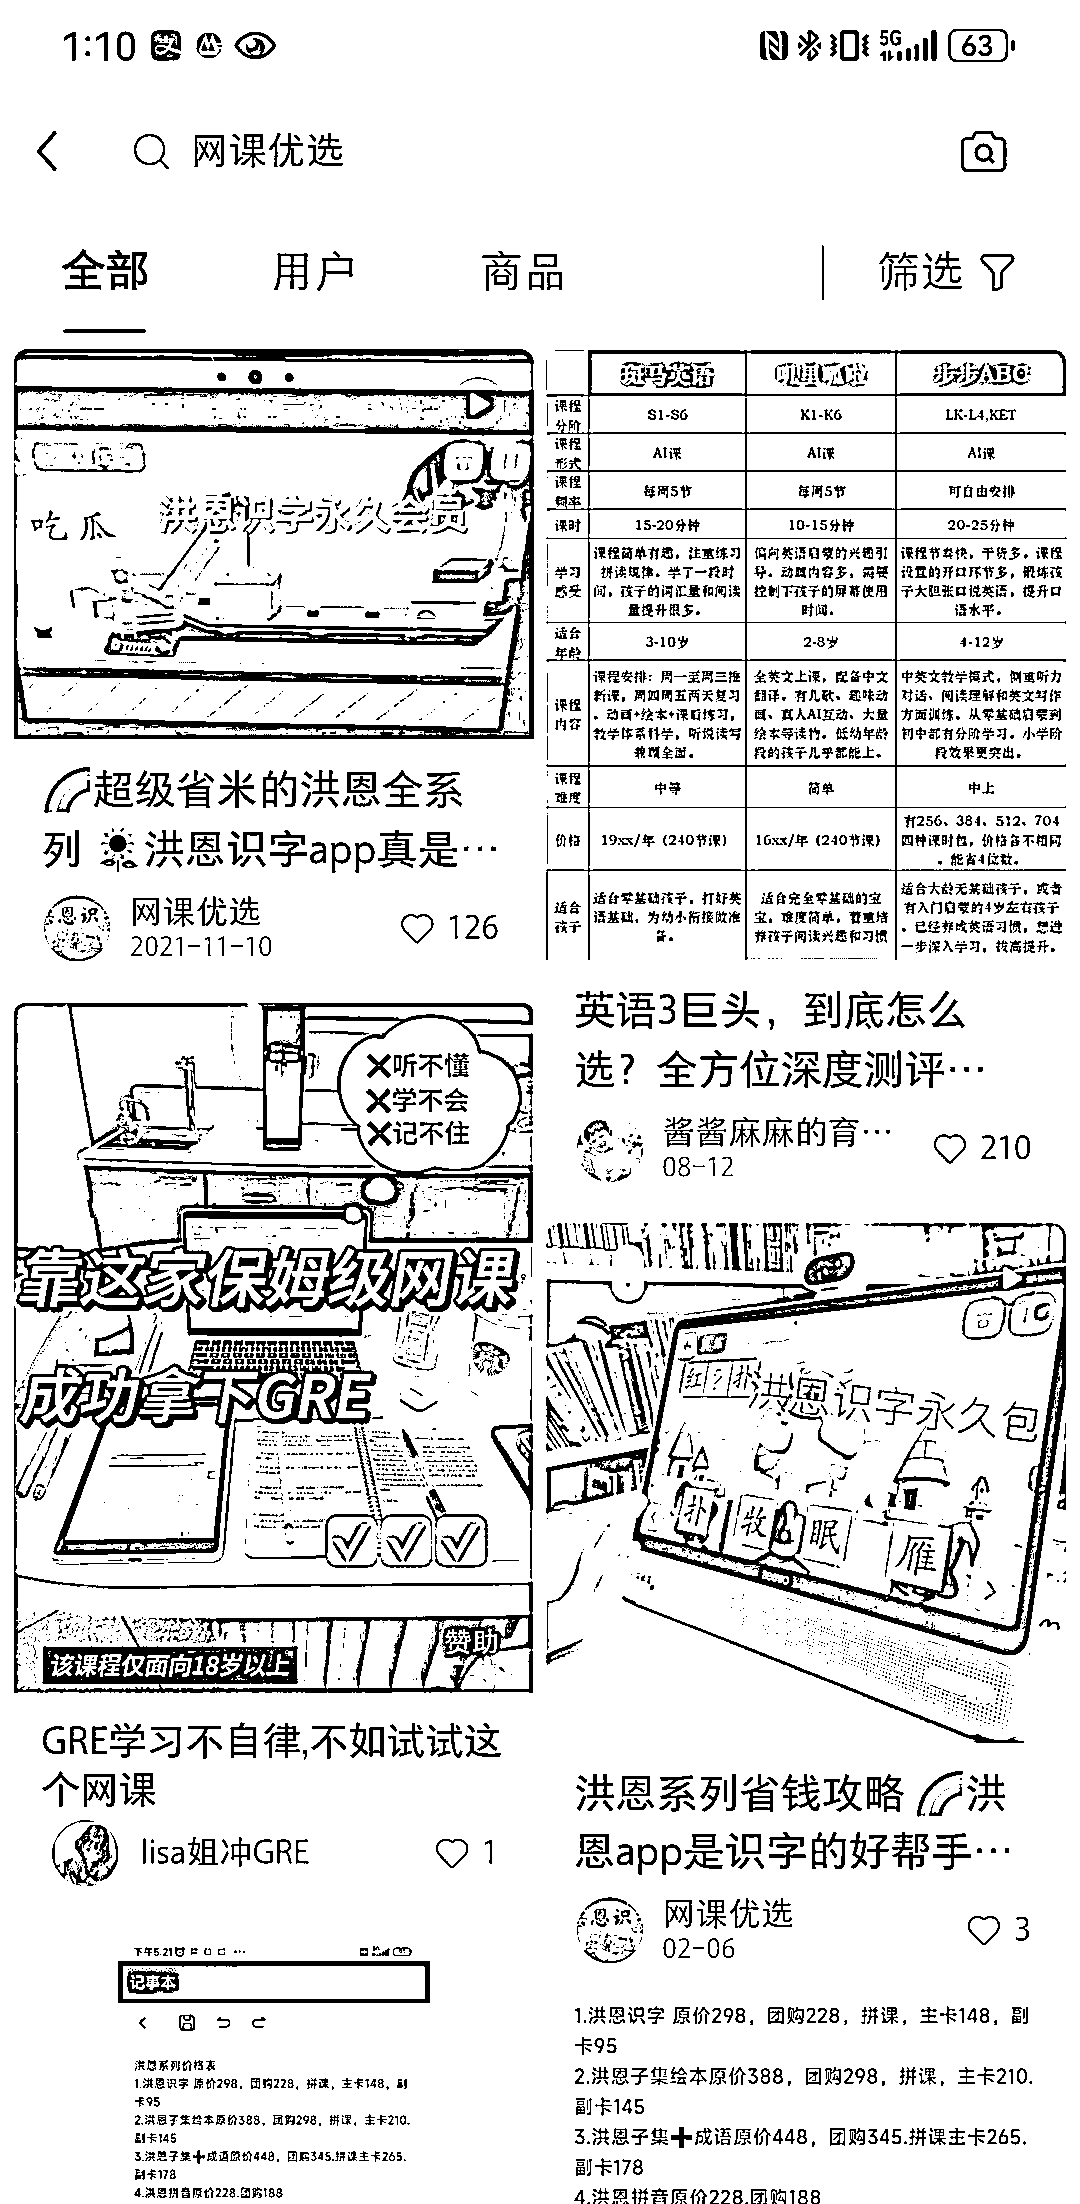 1:10
5G
63
网课优选
全部 用户 商品 筛选
吃瓜
洪恩识字永久会员
超级省米的洪恩全系
列 洪恩识字app真是…
网课优选
2021-11-10
126
斑马英语 呱呱 步步ABC
课程分阶 S1-S6 K1-K6 LK-L4,KET
课程形式 AI课 AI课 AI课
课程频率 每周5节 每周5节 可自由安排
课时 15-20分钟 10-15分钟 20-25分钟
学习感受
课程简单有趣，注重练习
拼读规律。学了一段时
间，孩子的词汇量和阅读
量提升很多。
偏向英语启蒙的兴趣引
导。动画内容多，需要
控制下孩子的屏幕使用
时间。
课程节奏快，干货多。课程
设置的开口环节多，锻炼孩
子大胆张口说英语，提升口
语水平。
适合年龄 3-10岁 2-8岁 4-12岁
课程内容
课程安排：周一至周三推
新课，周四周五两天复习
。动画+绘本+课后练习，
教学体系科学，听说读写
兼顾全面。
全英文上课，配备中文
翻译。有儿歌、趣味动
画、真人AI互动、大量
绘本等读物。低幼年龄
段的孩子几乎都能上。
中英文教学模式，侧重听力
对话、阅读理解和英文写作
方面训练。从零基础启蒙到
初中都有分阶学习。小学阶
段效果更突出。
课程难度 中等 简单 中上
价格 19xx/年（240节课） 16xx/年（240节课）
有256、384、512、704
四种课时包，价格各不相同
。能省4位数。
适合孩子
适合零基础孩子，打好英
语基础，为幼小衔接做准
备。
适合完全零基础的宝
宝，难度简单，着重培
养孩子阅读兴趣和习惯
适合大龄无基础孩子，或者
有入门启蒙的4岁左右孩子
。已经养成英语习惯，想进
一步深入学习，拔高提升。
英语3巨头，到底怎么
选？全方位深度测评…
酱酱麻麻的育…
08-12
210
听不懂
学不会
记不住
靠这家保姆级网课
成功拿下GRE
赞助
该课程仅面向18岁以上
GRE学习不自律,不如试试这
个网课
lisa姐冲GRE
1
洪恩识字永久包
扑 牧 眠 雁
洪恩系列省钱攻略 洪
恩app是识字的好帮手…
网课优选
02-06
3
下午5.21
记事本
洪恩系列价格表
1.洪恩识字 原价298，团购228，拼课，主卡148，副
卡95
2.洪恩子集绘本原价388，团购298，拼课，主卡210.
副卡145
3.洪恩子集➕成语原价448，团购345.拼课主卡265.
副卡178
4.洪恩拼音原价228.团购188
1.洪恩识字 原价298，团购228，拼课，主卡148，副
卡95
2.洪恩子集绘本原价388，团购298，拼课，主卡210.
副卡145
3.洪恩子集➕成语原价448，团购345.拼课主卡265.
副卡178
4.洪恩拼音原价228.团购188